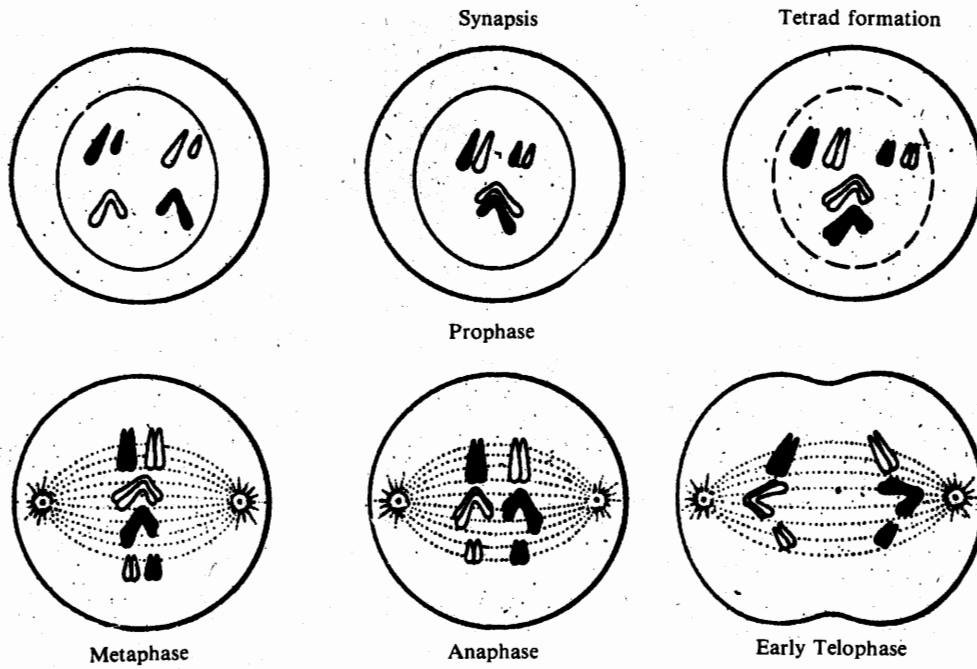 Synapsis
Tetrad formation
Prophase
Metaphase
Anaphase
Early Telophase